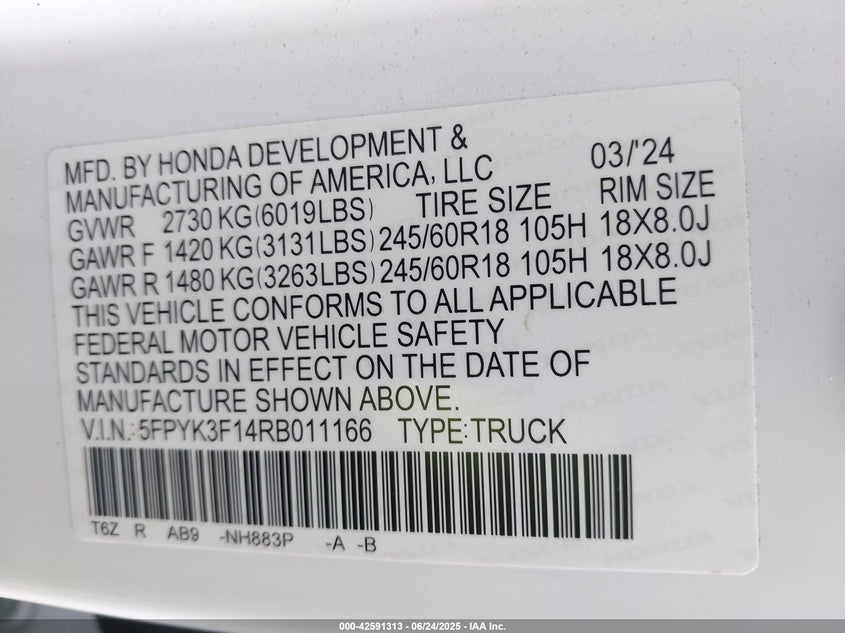 MFD. BY HONDA DEVELOPMENT & 03/'24
MANUFACTURING OF AMERICA, LLC
GVWR 2730 KG(6019LBS) TIRE SIZE RIM SIZE
GAWR F 1420 KG(3131LBS) 245/60R18 105H 18X8.0J
GAWR R 1480 KG(3263LBS) 245/60R18 105H 18X8.0J
THIS VEHICLE CONFORMS TO ALL APPLICABLE
FEDERAL MOTOR VEHICLE SAFETY
STANDARDS IN EFFECT ON THE DATE OF
MANUFACTURE SHOWN ABOVE.
V.I.N.: 5FPYK3F14RB011166 TYPE:TRUCK
T6Z R AB9 -NH883P -A -B
000-42591313 - 06/24/2025 - IAA Inc.